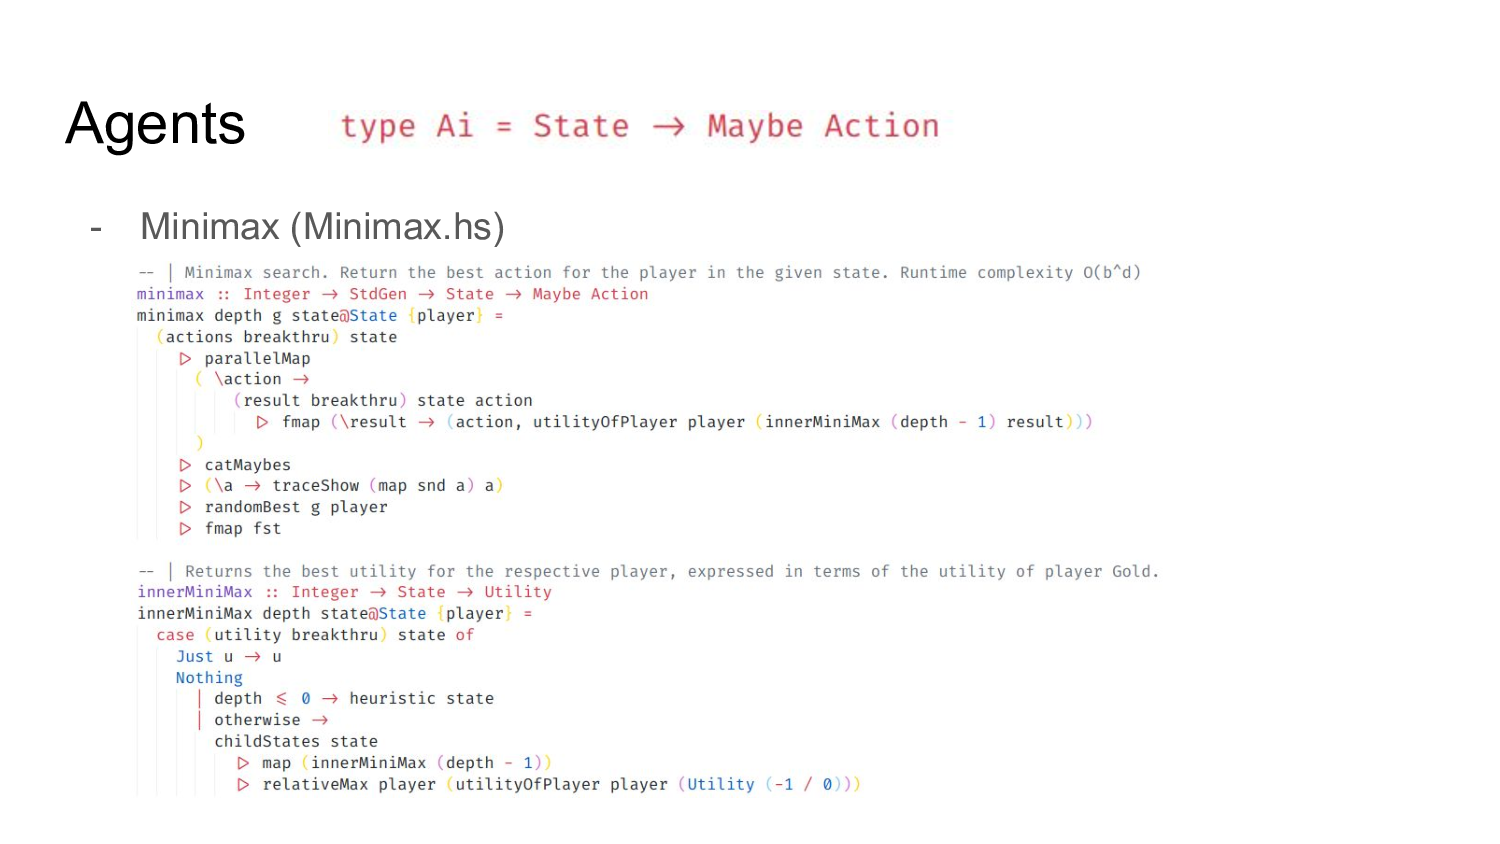 Agents type Ai = State → Maybe Action
- Minimax (Minimax.hs)
-- | Minimax search. Return the best action for the player in the given state. Runtime complexity O(b^d)
minimax :: Integer → StdGen → State → Maybe Action
minimax depth g state@State {player} =
(actions breakthru) state
▷ parallelMap
( \action →
(result breakthru) state action
▷ fmap (\result → (action, utilityOfPlayer player (innerMiniMax (depth - 1) result)))
)
▷ catMaybes
▷ (\a → traceShow (map snd a) a)
▷ randomBest g player
▷ fmap fst
-- | Returns the best utility for the respective player, expressed in terms of the utility of player Gold.
innerMiniMax :: Integer → State → Utility
innerMiniMax depth state@State {player} =
case (utility breakthru) state of
Just u → u
Nothing
| depth ⩽ 0 → heuristic state
| otherwise →
childStates state
▷ map (innerMiniMax (depth - 1))
▷ relativeMax player (utilityOfPlayer player (Utility (-1 / 0)))